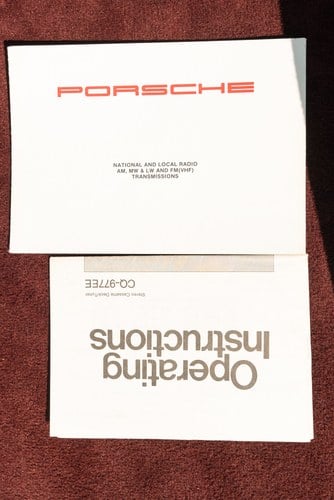 PORSCHE
NATIONAL AND LOCAL RADIO
AM, MW & LW AND FM(VHF)
TRANSMISSIONS
Operating
Instructions
Stereo Cassette Deck/Tuner
CQ-977EE